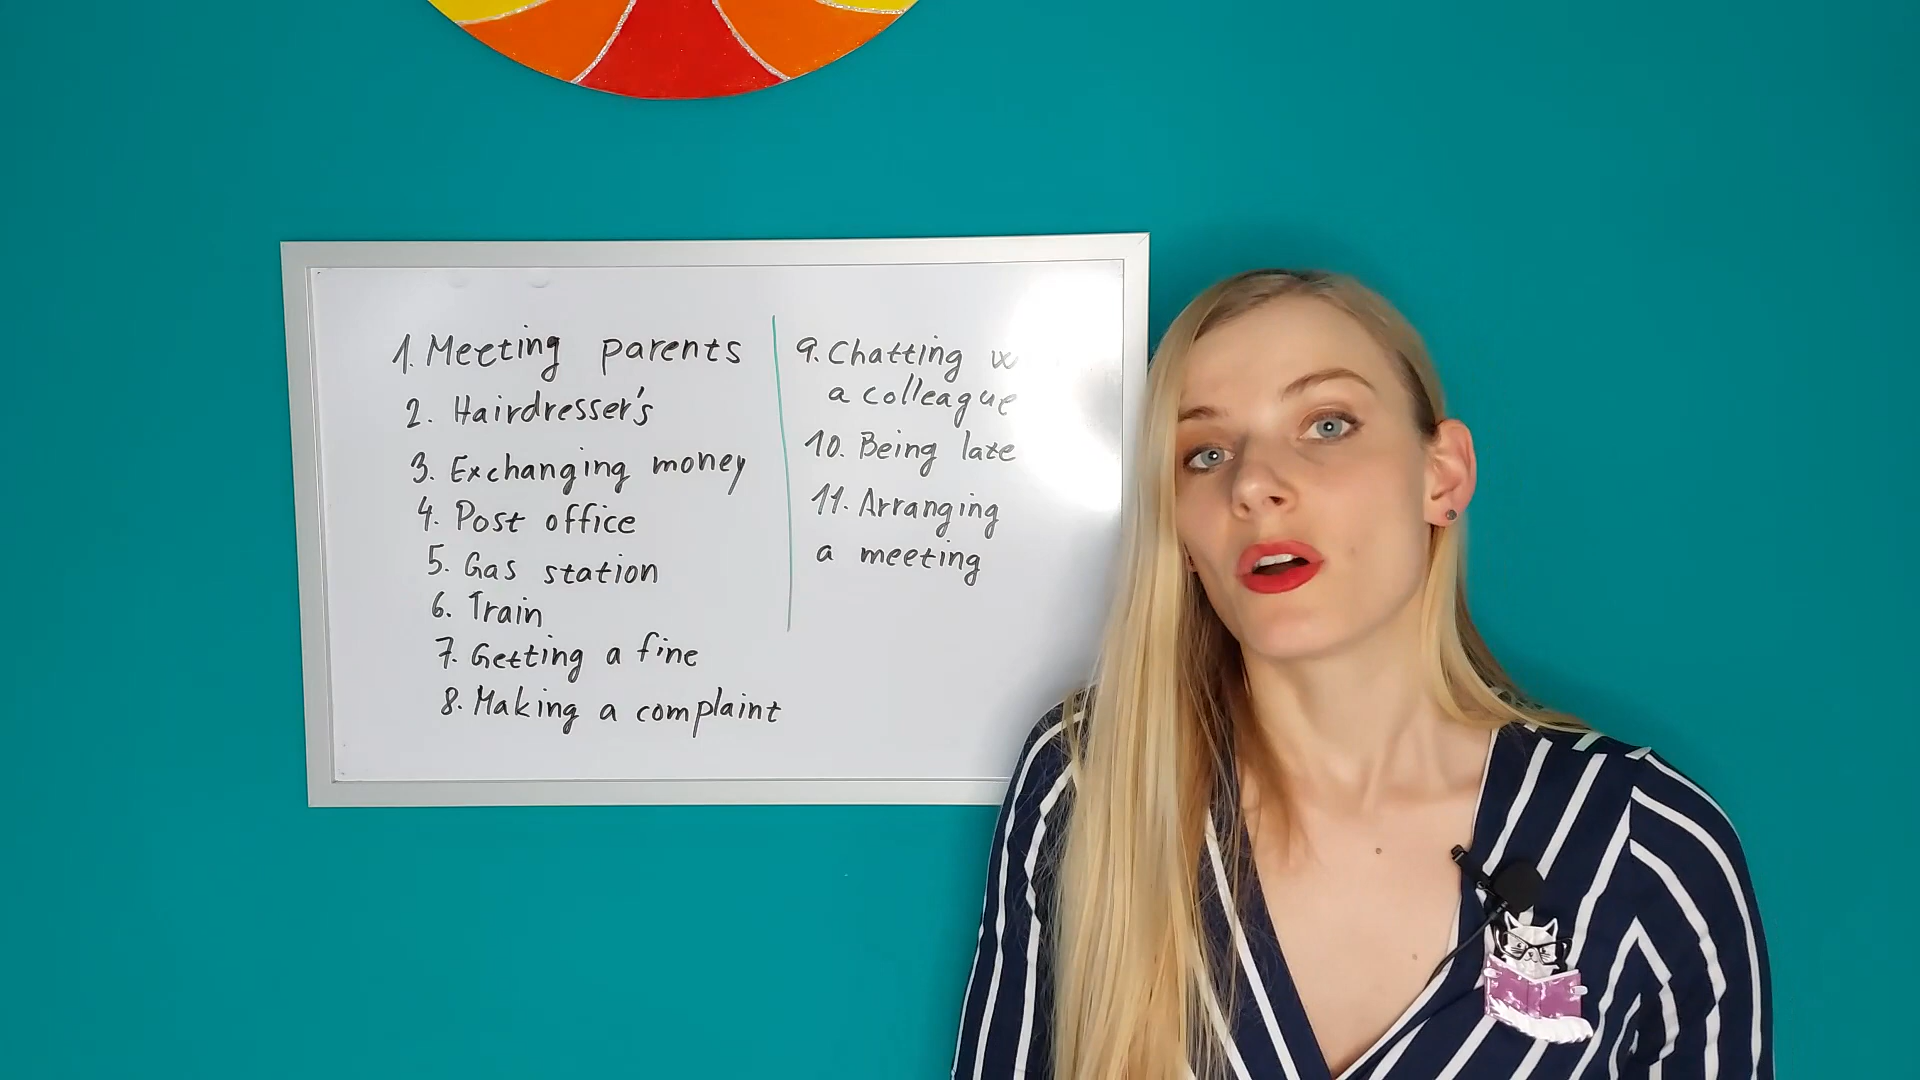 1. Meeting parents
2. Hairdresser's
3. Exchanging money
4. Post office
5. Gas station
6. Train
7. Getting a fine
8. Making a complaint
9. Chatting
a colleague
10. Being late
11. Arranging
a meeting